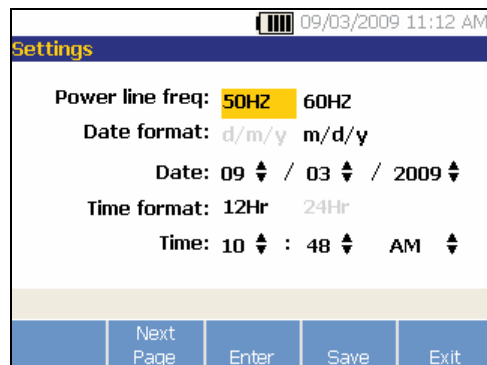 09/03/2009 11:12 AM
Settings
Power line freq: 50HZ 60HZ
Date format: d/m/y m/d/y
Date: 09 / 03 / 2009
Time format: 12Hr 24Hr
Time: 10 : 48 AM
Next Page Enter Save Exit